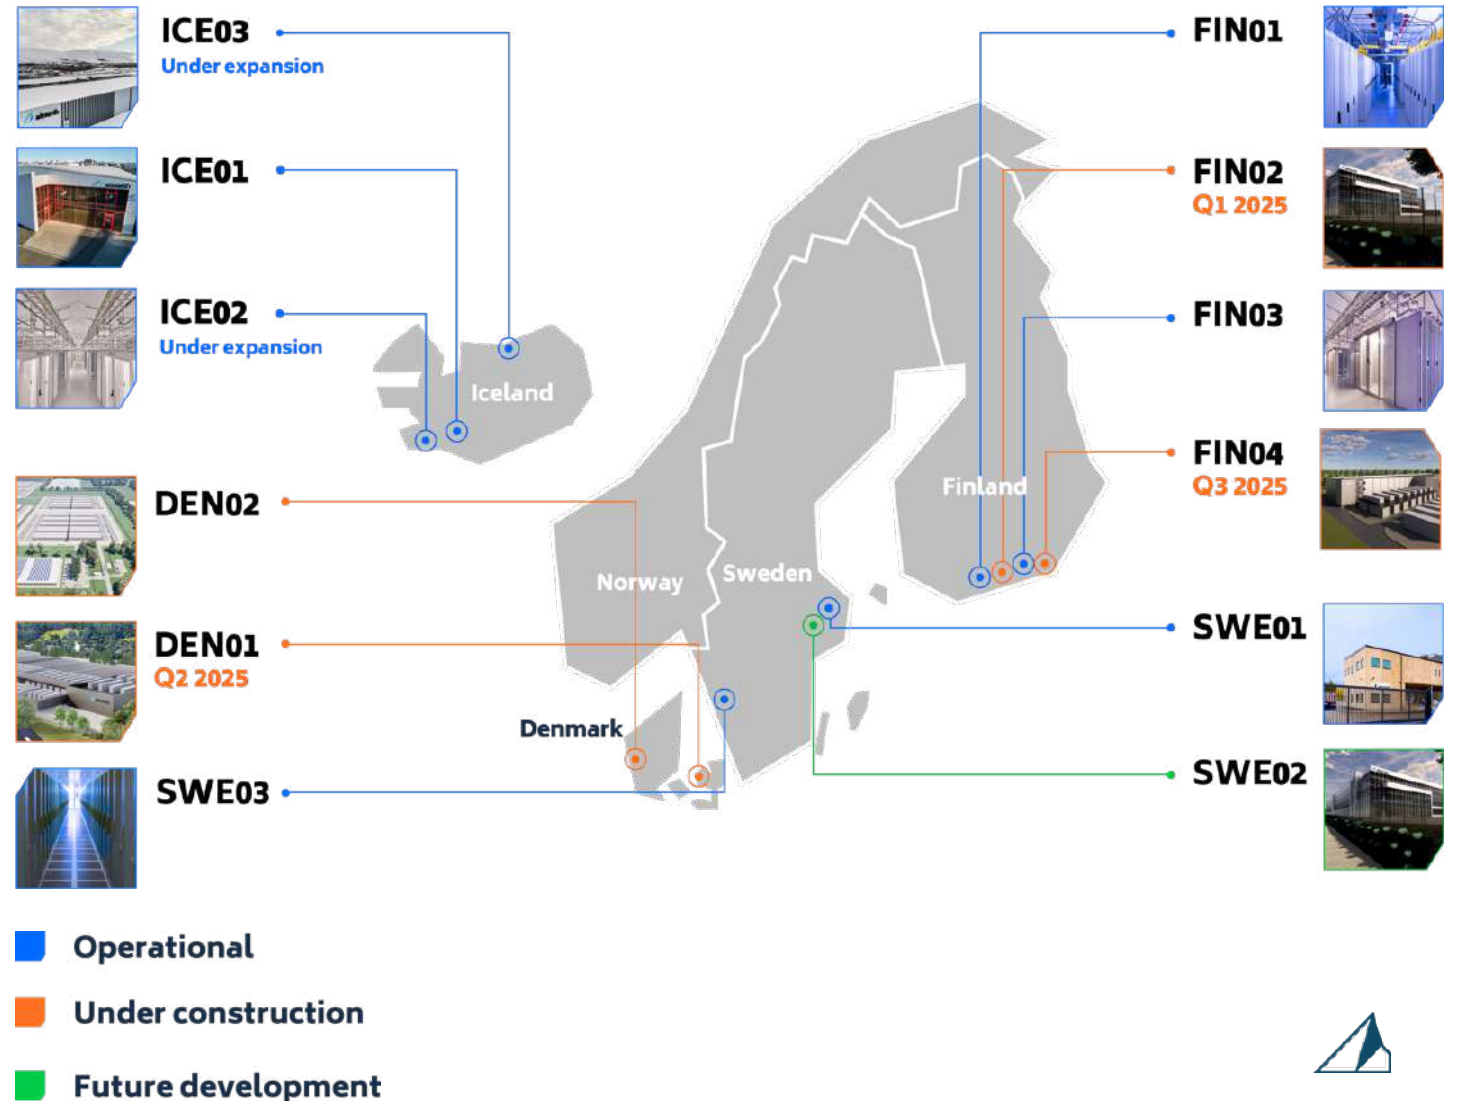 ICE03
Under expansion
ICE01
ICE02
Under expansion
DEN02
DEN01
Q2 2025
SWE03
Iceland
Norway
Sweden
Finland
Denmark
FIN01
FIN02
Q1 2025
FIN03
FIN04
Q3 2025
SWE01
SWE02
Operational
Under construction
Future development